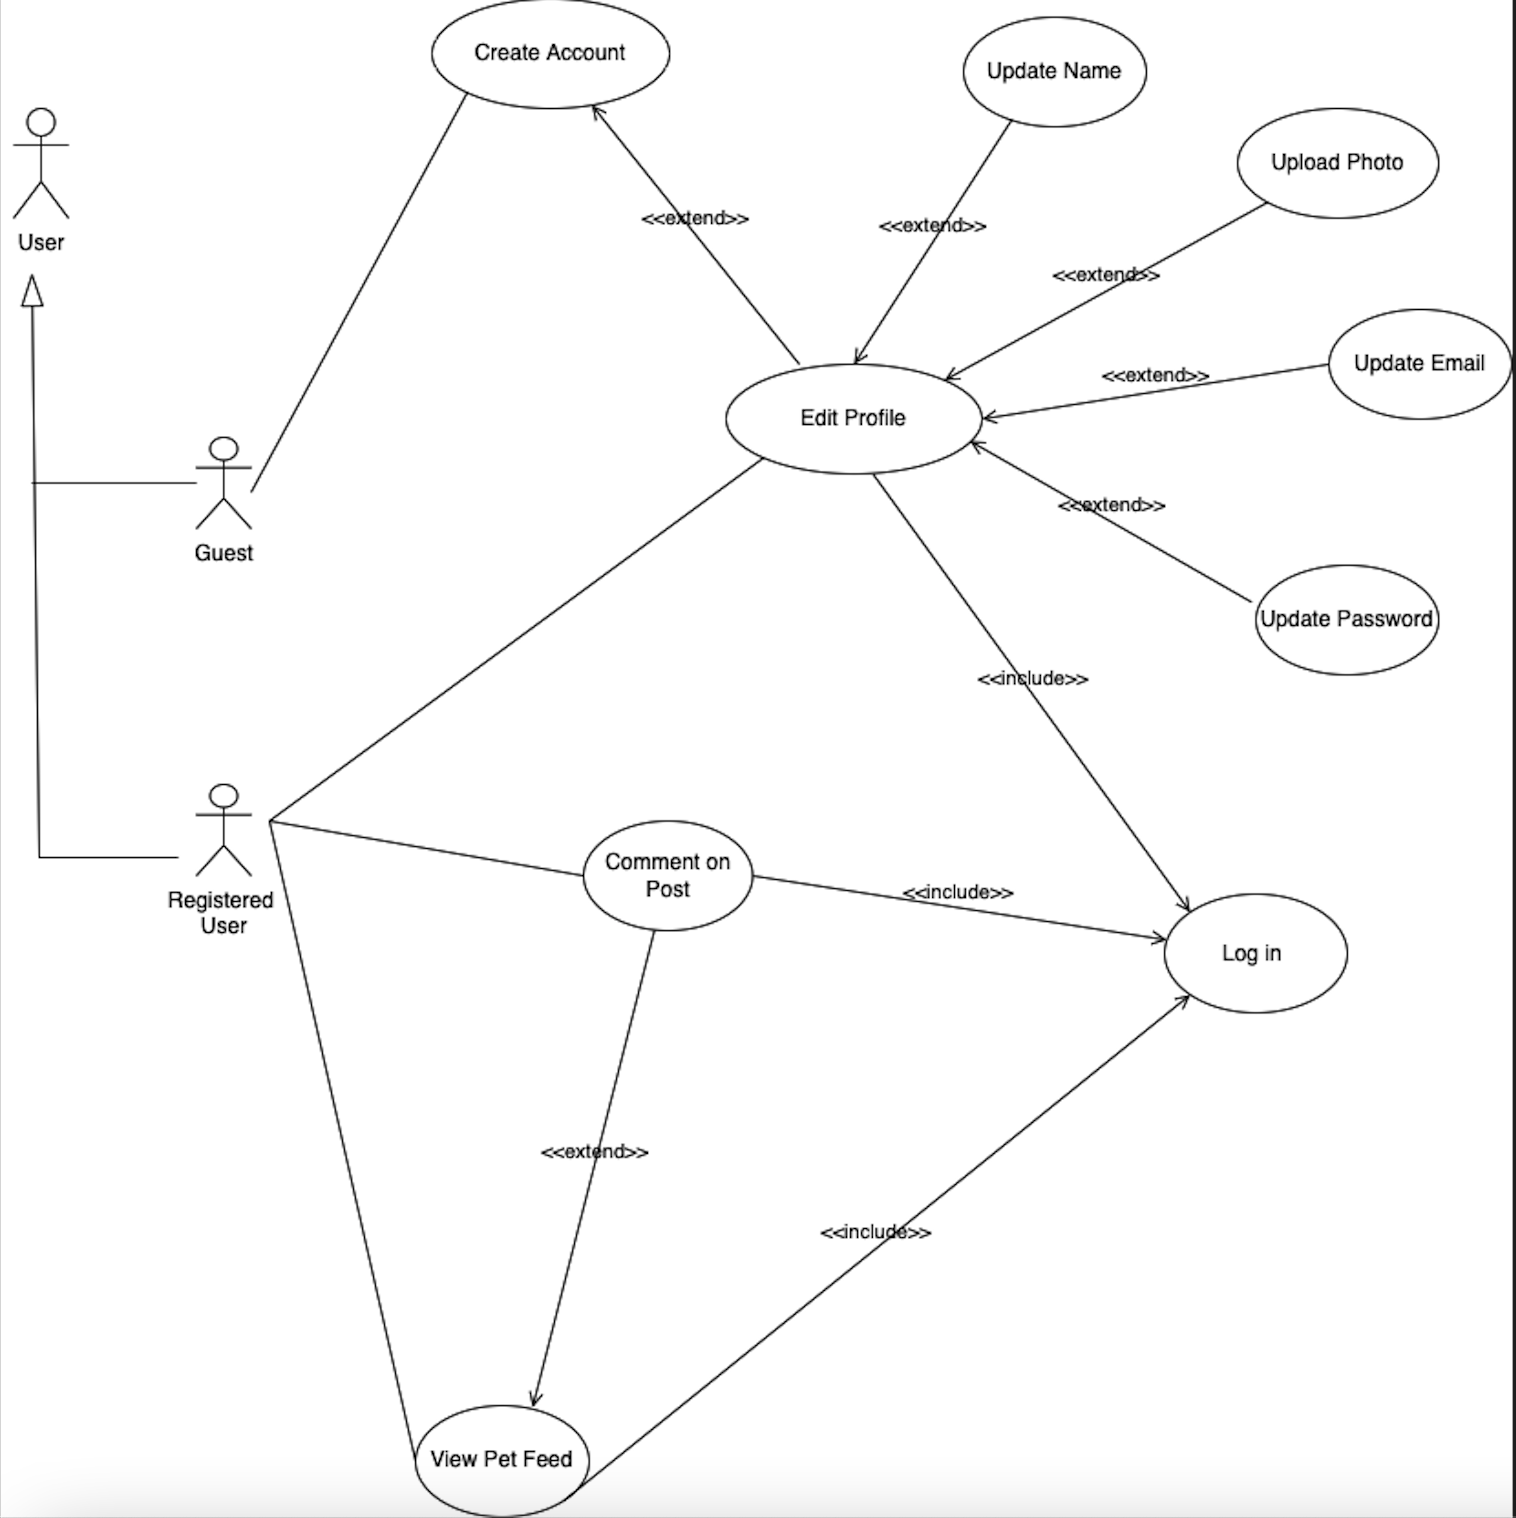 Create Account
Update Name
Upload Photo
User
<<extend>>
<<extend>>
<<extend>>
Update Email
<<extend>>
Edit Profile
<<extend>>
Guest
Update Password
<<include>>
Comment on
Post
<<include>>
Registered
User
Log in
<<extend>>
<<include>>
View Pet Feed